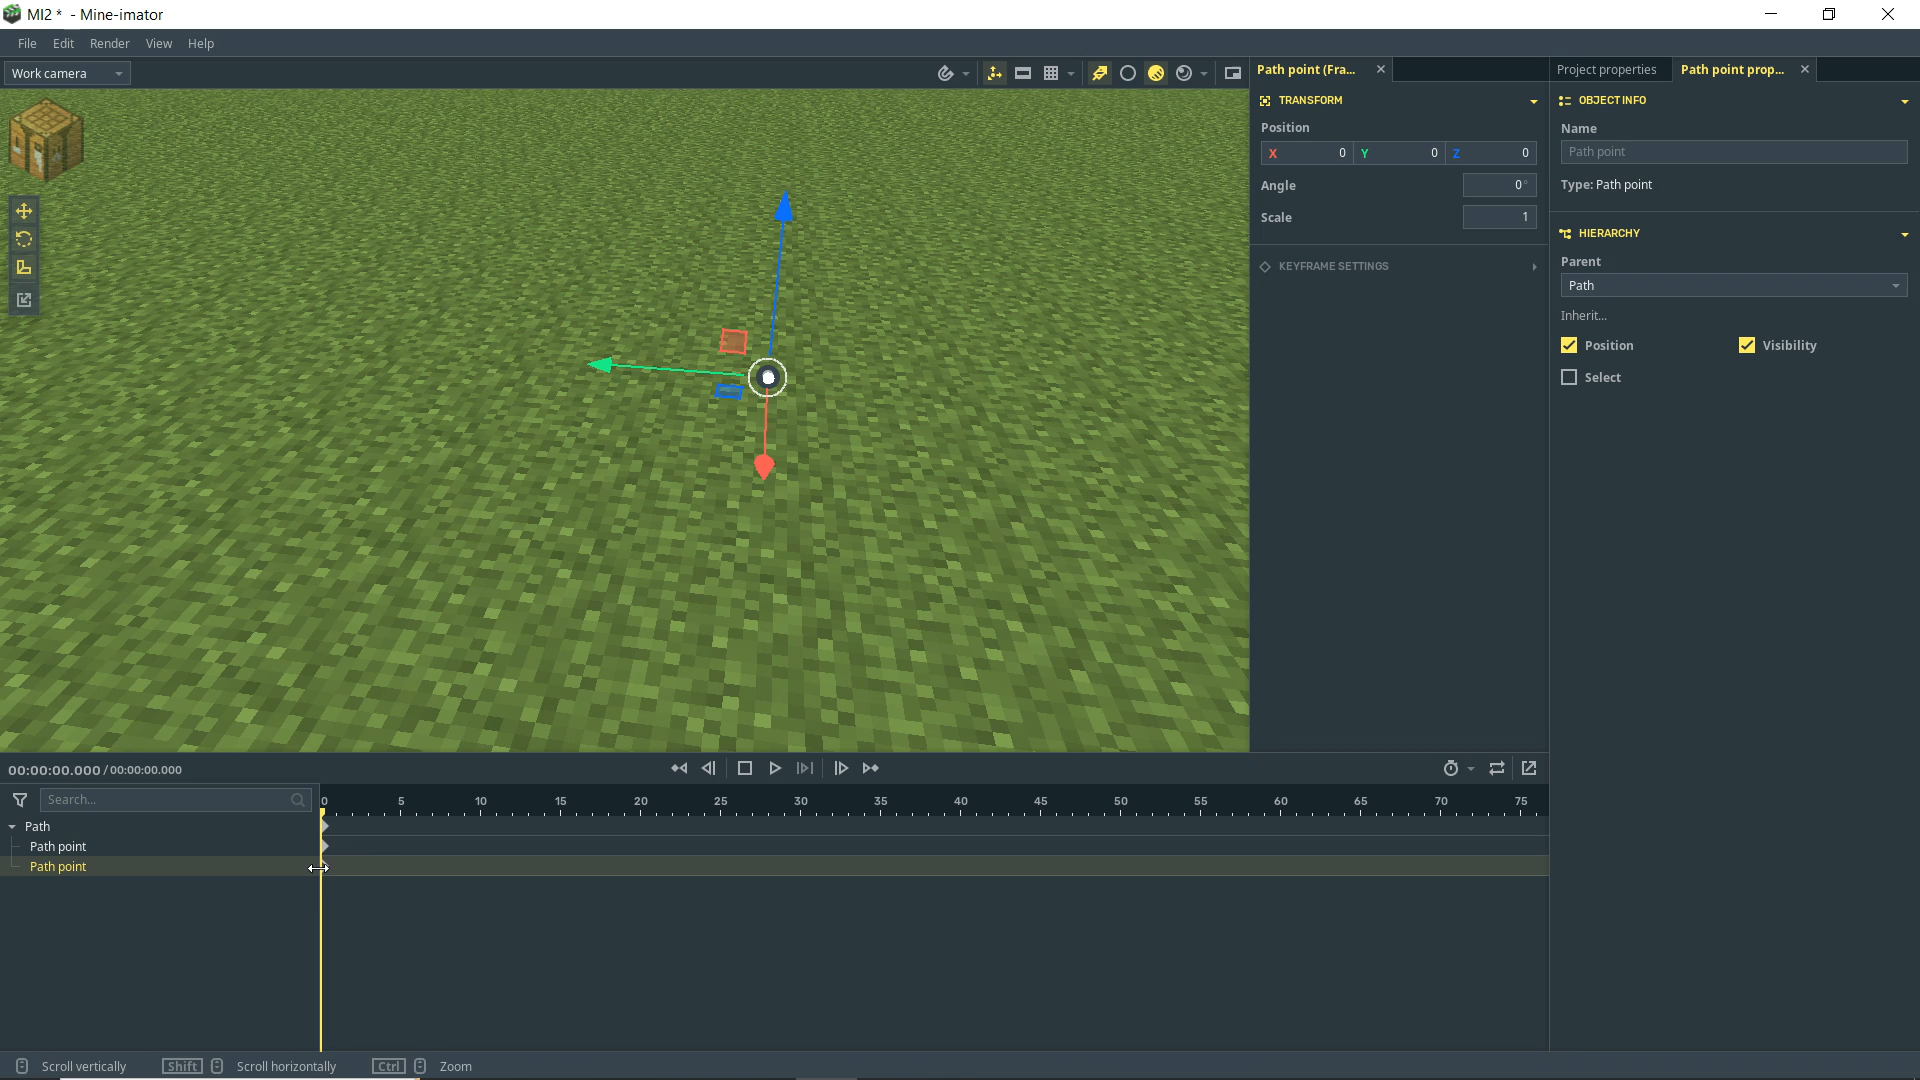 MI2 * - Mine-imator
File Edit Render View Help
Work camera
Path point (Fra...
Project properties
Path point prop...
TRANSFORM
Position
X 0 Y 0 Z 0
Angle 0°
Scale 1
KEYFRAME SETTINGS
OBJECT INFO
Name
Path point
Type: Path point
HIERARCHY
Parent
Path
Inherit...
Position Visibility
Select
00:00:00.000 / 00:00:00.000
Search...
0 5 10 15 20 25 30 35 40 45 50 55 60 65 70 75
Path
Path point
Path point
Scroll vertically Shift Scroll horizontally Ctrl Zoom